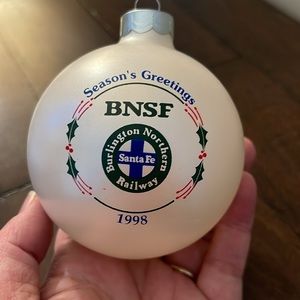 Season's Greetings
BNSF
Burlington Northern
Santa Fe
Railway
1998